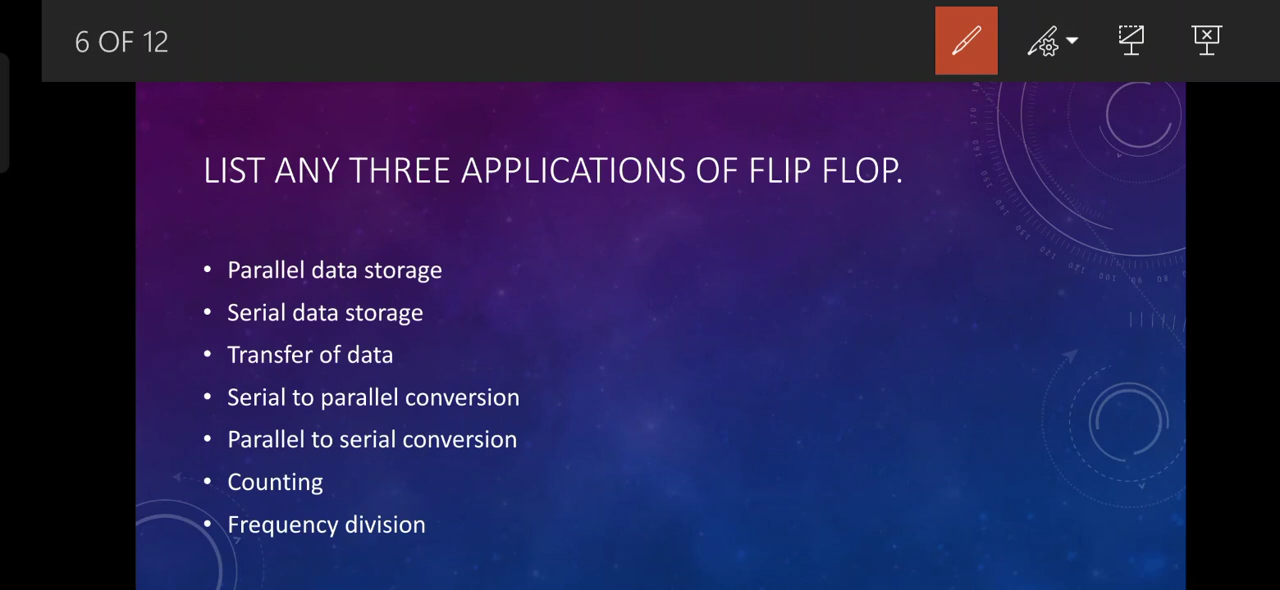 6 OF 12
LIST ANY THREE APPLICATIONS OF FLIP FLOP.
• Parallel data storage
• Serial data storage
• Transfer of data
• Serial to parallel conversion
• Parallel to serial conversion
• Counting
• Frequency division